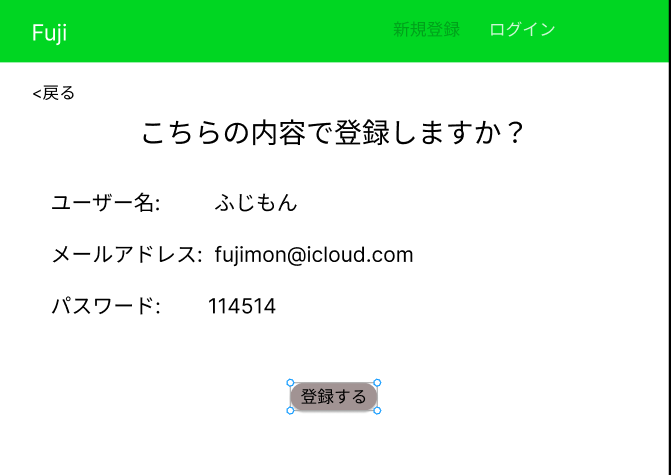 Fuji 新規登録 ログイン
<戻る
こちらの内容で登録しますか？
ユーザー名: ふじもん
メールアドレス: fujimon@icloud.com
パスワード: 114514
登録する